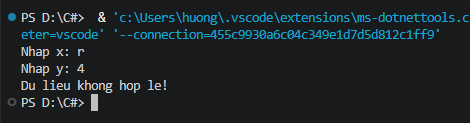 PS D:\C#>  & 'c:\Users\huong\.vscode\extensions\ms-dotnettools.c
eter=vscode' '--connection=455c9930a6c04c349e1d7d5d812c1ff9'
Nhap x: r
Nhap y: 4
Du lieu khong hop le!
PS D:\C#>